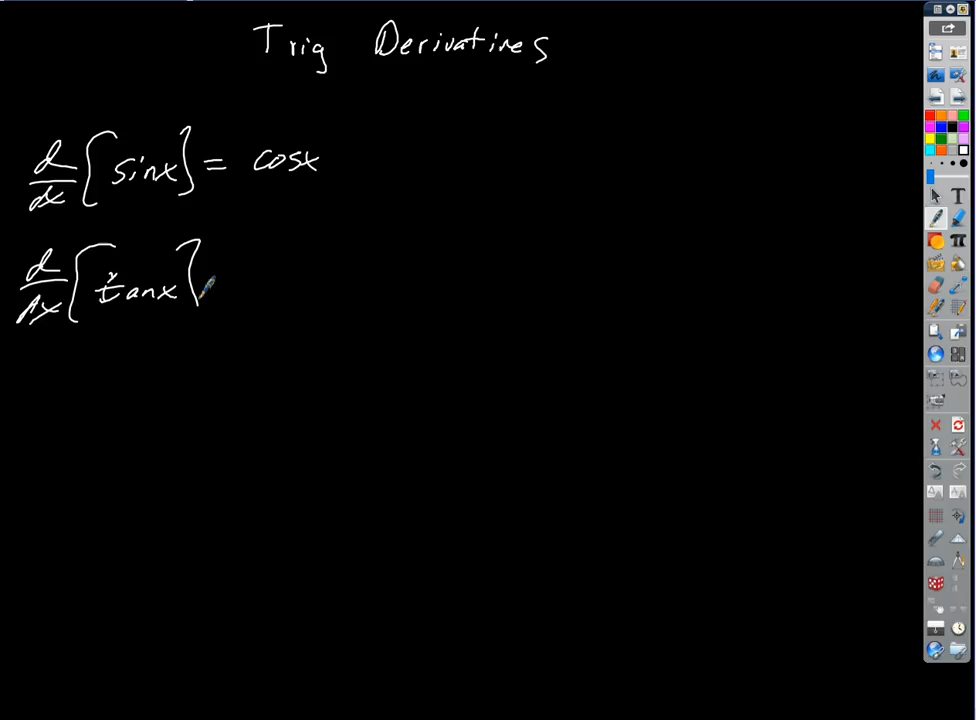 Trig Derivatives
d/dx [sinx] = cosx
d/dx [tanx]